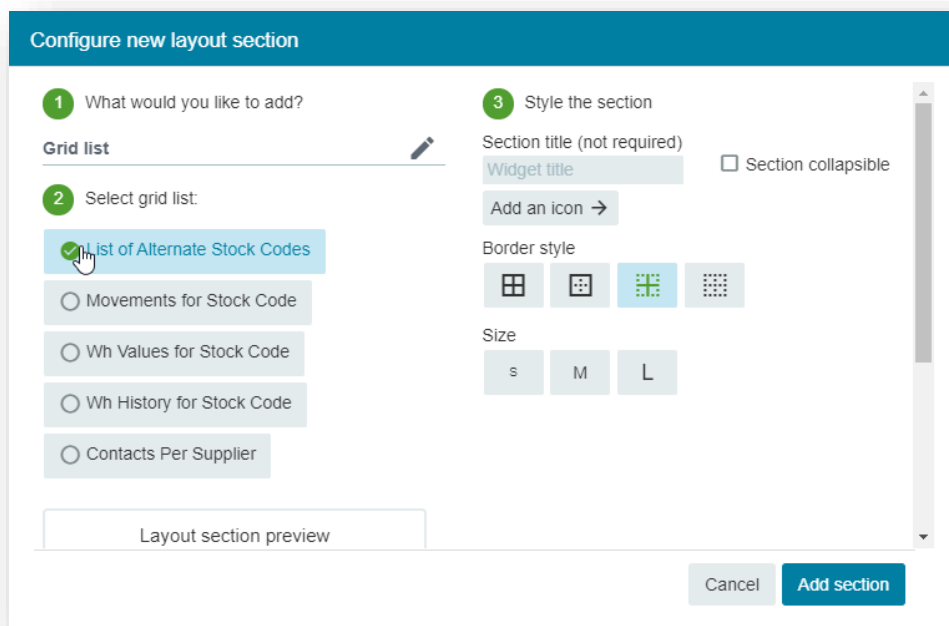 Configure new layout section
1 What would you like to add?
Grid list
2 Select grid list:
List of Alternate Stock Codes
Movements for Stock Code
Wh Values for Stock Code
Wh History for Stock Code
Contacts Per Supplier
Layout section preview
3 Style the section
Section title (not required)
Widget title
Section collapsible
Add an icon →
Border style
Size
S M L
Cancel Add section